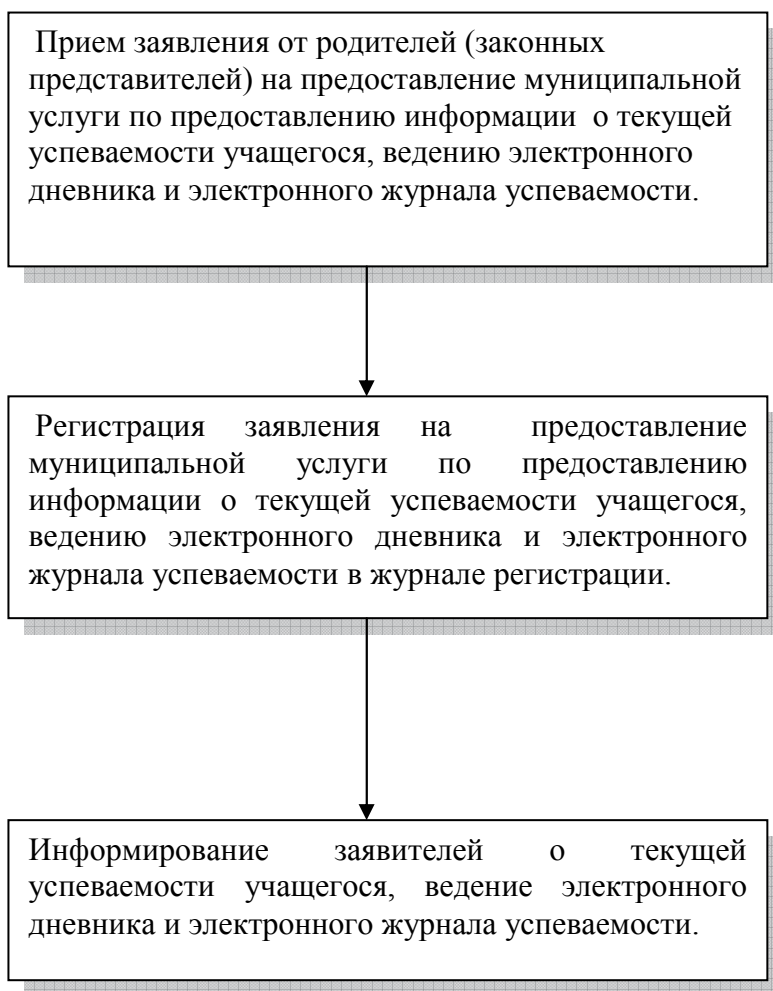 Прием заявления от родителей (законных
представителей) на предоставление муниципальной
услуги по предоставлению информации о текущей
успеваемости учащегося, ведению электронного
дневника и электронного журнала успеваемости.
Регистрация заявления на предоставление
муниципальной услуги по предоставлению
информации о текущей успеваемости учащегося,
ведению электронного дневника и электронного
журнала успеваемости в журнале регистрации.
Информирование заявителей о текущей
успеваемости учащегося, ведение электронного
дневника и электронного журнала успеваемости.